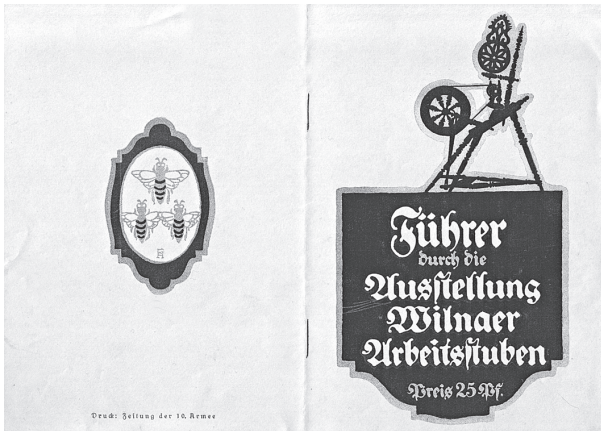 Führer
durch die
Ausstellung
Wilnaer
Arbeitsstuben
Preis 25 Pf.
Druck: Zeitung der 10. Armee